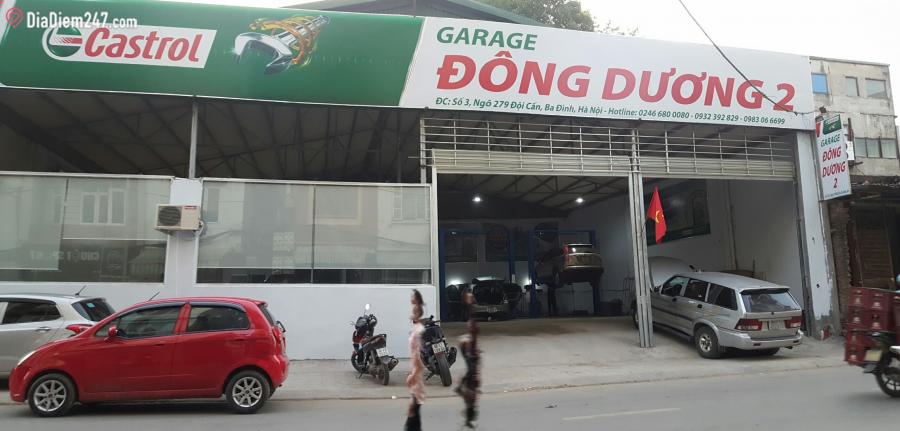 DiaDiem247.com
Castrol
GARAGE
ĐÔNG DƯƠNG 2
ĐC: Số 3, Ngõ 279 Đội Cấn, Ba Đình, Hà Nội - Hotline: 0246 680 0080 - 0932 392 829 - 0983 06 6699
GARAGE
ĐÔNG
DƯƠNG
2